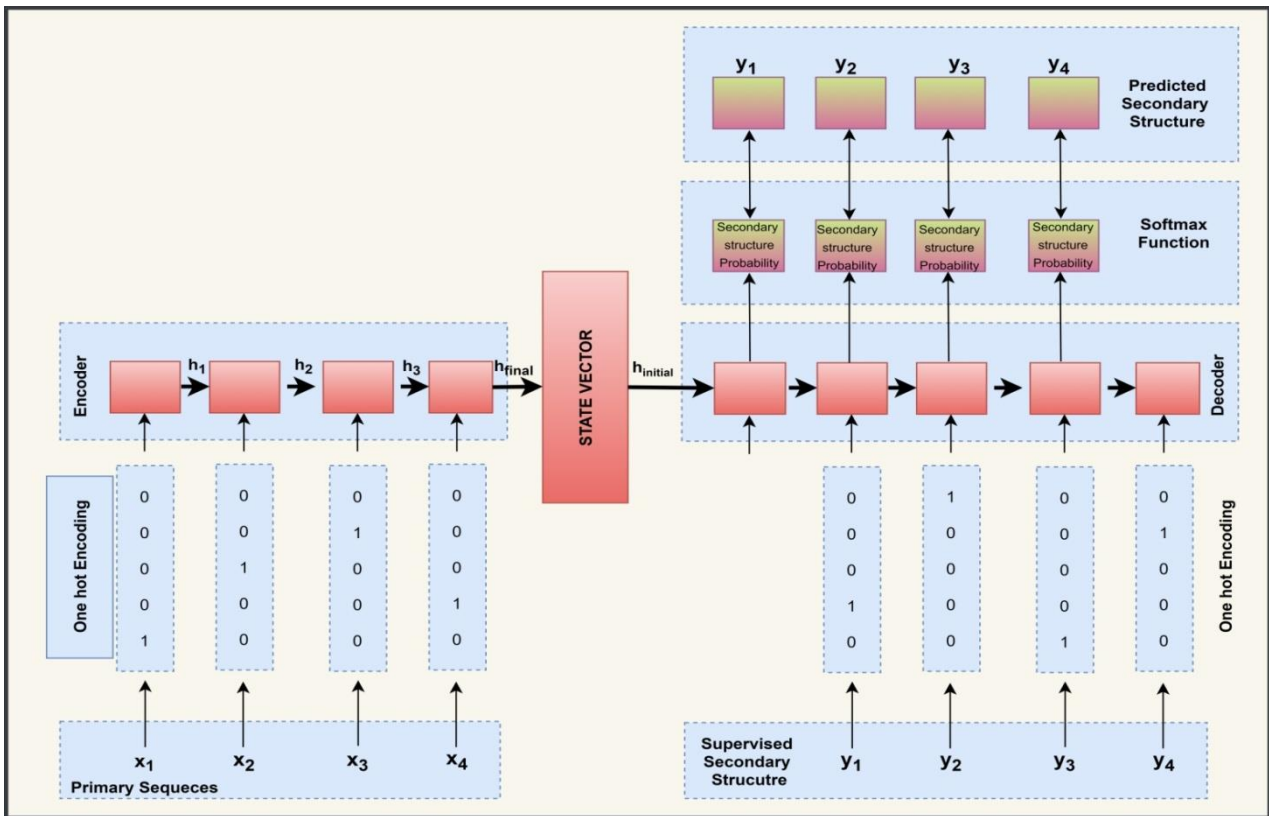 y1
y2
y3
y4
Predicted
Secondary
Structure
Secondary
structure
Probability
Secondary
structure
Probability
Secondary
structure
Probability
Secondary
structure
Probability
Softmax
Function
Encoder
h1
h2
h3
hfinal
STATE VECTOR
hinitial
Decoder
One hot Encoding
0
0
0
0
1
0
0
1
0
0
0
1
0
0
0
0
0
0
1
0
0
0
0
1
0
1
0
0
0
0
0
0
0
0
1
0
1
0
0
0
One hot Encoding
x1
x2
x3
x4
Primary Sequeces
Supervised
Secondary
Strucutre
y1
y2
y3
y4